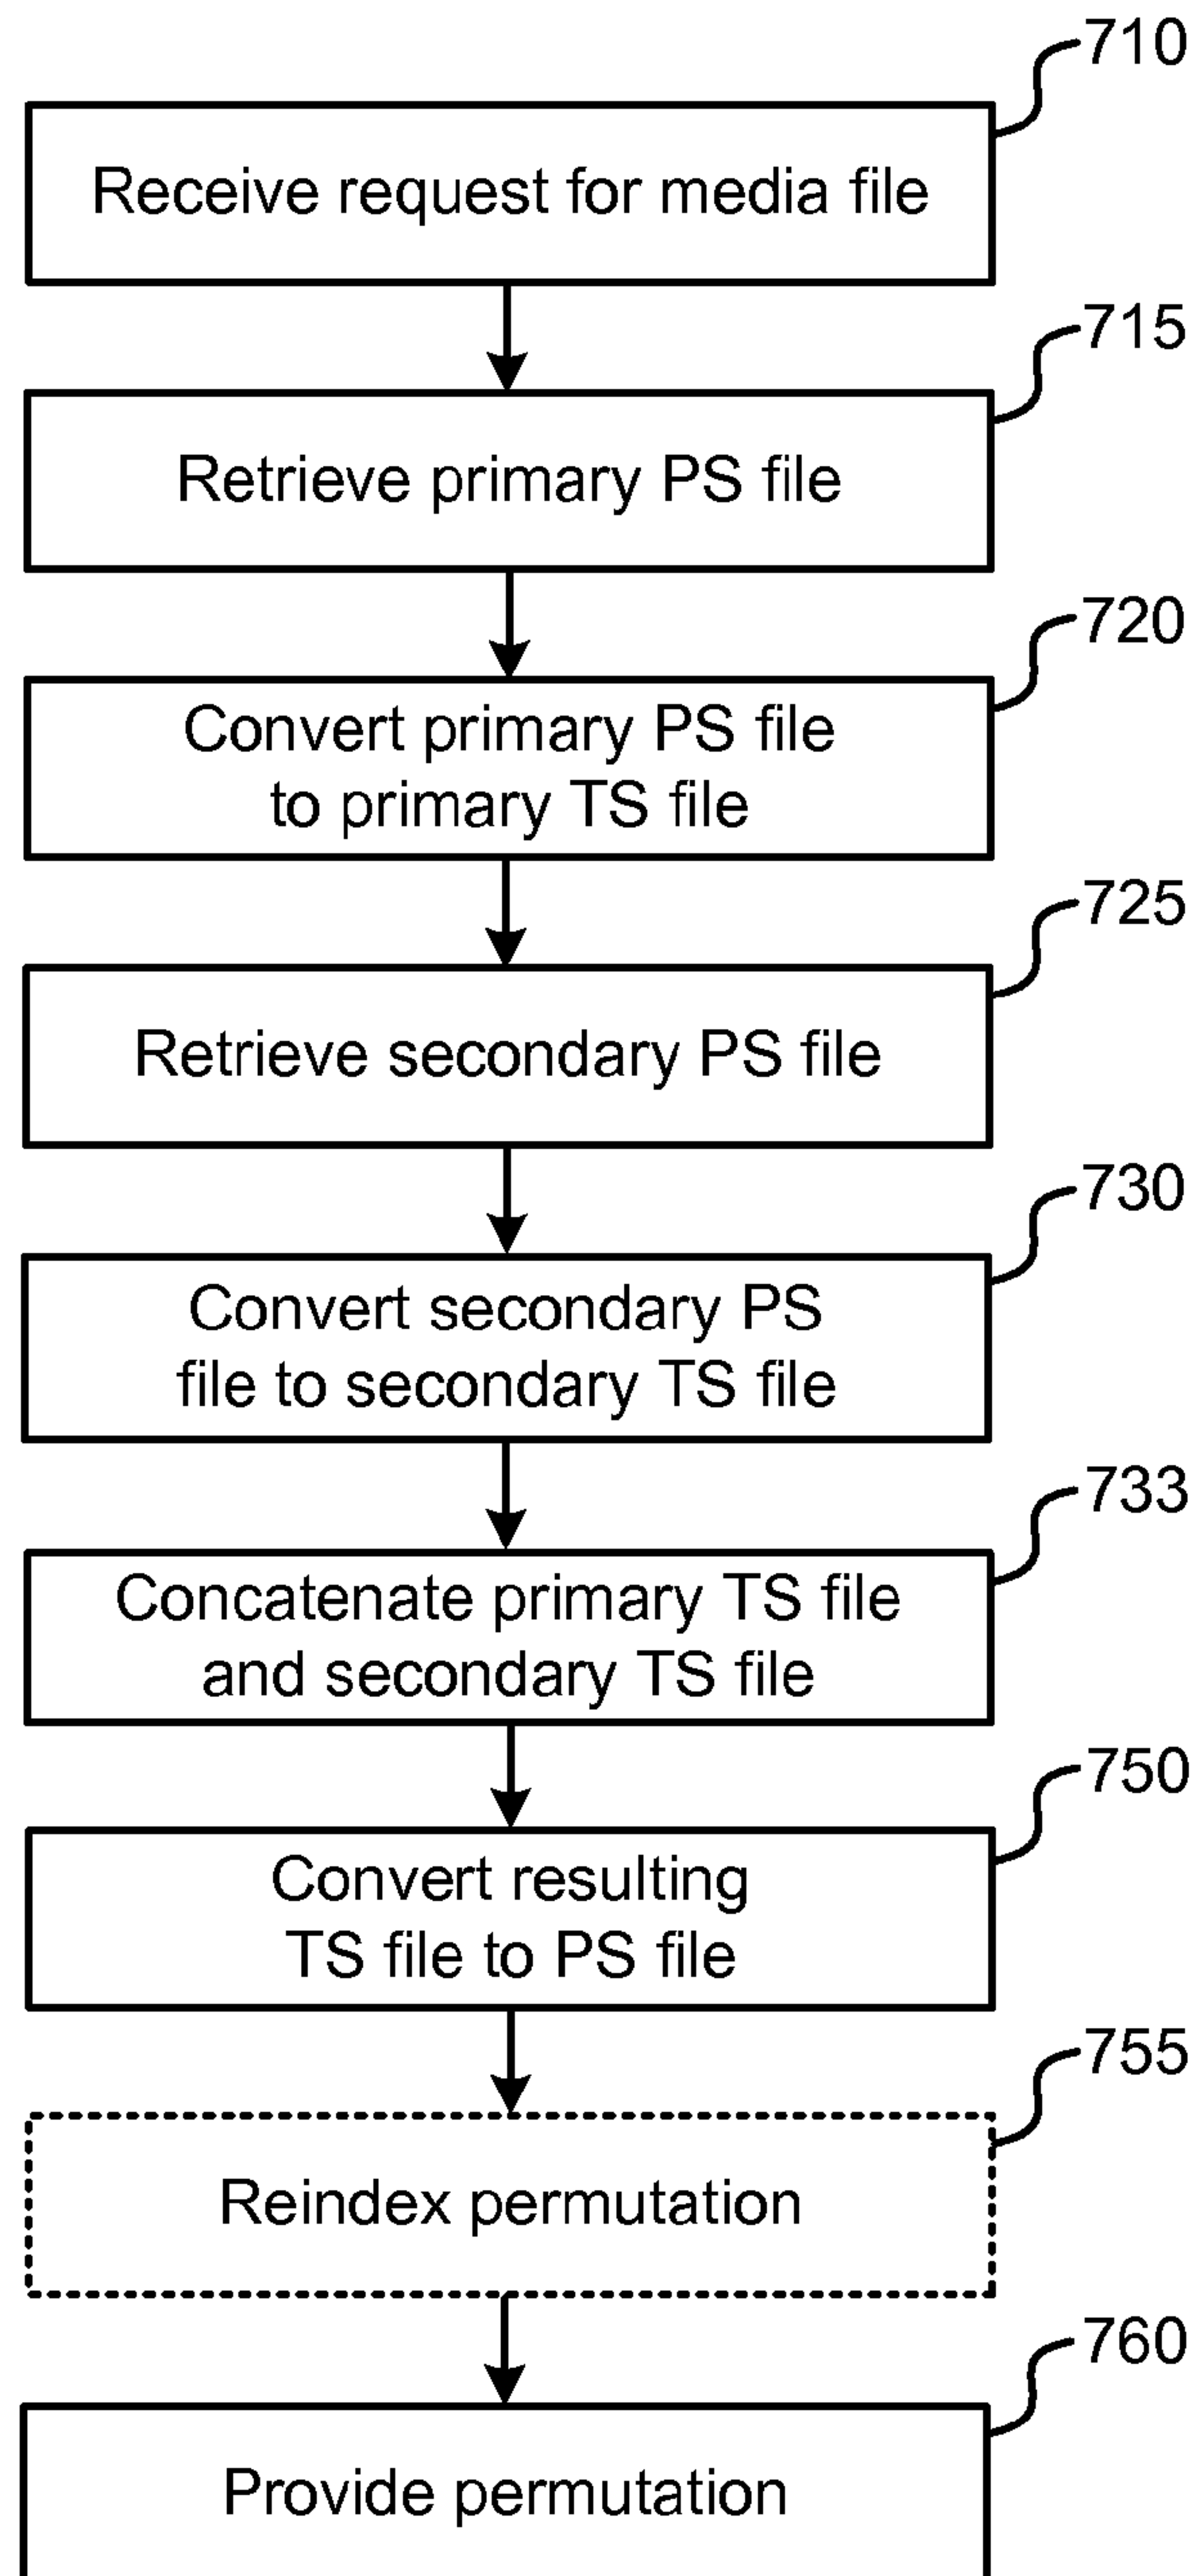 710
Receive request for media file
715
Retrieve primary PS file
720
Convert primary PS file
to primary TS file
725
Retrieve secondary PS file
730
Convert secondary PS
file to secondary TS file
733
Concatenate primary TS file
and secondary TS file
750
Convert resulting
TS file to PS file
755
Reindex permutation
760
Provide permutation